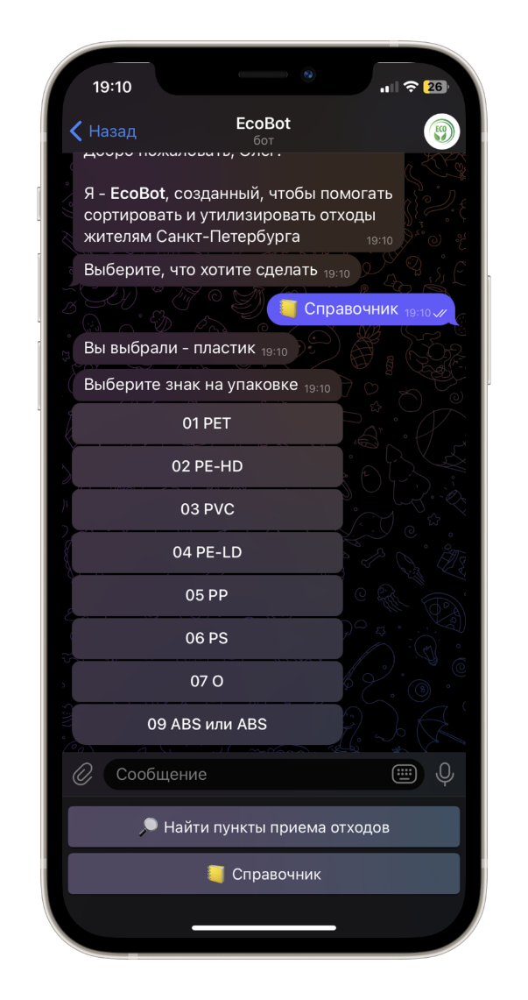 19:10
26
Назад
EcoBot
бот
ECO
Добро пожаловать, Олег!
Я - EcoBot, созданный, чтобы помогать
сортировать и утилизировать отходы
жителям Санкт-Петербурга 19:10
Выберите, что хотите сделать 19:10
Справочник 19:10
Вы выбрали - пластик 19:10
Выберите знак на упаковке 19:10
01 PET
02 PE-HD
03 PVC
04 PE-LD
05 PP
06 PS
07 O
09 ABS или ABS
Сообщение
Найти пункты приема отходов
Справочник